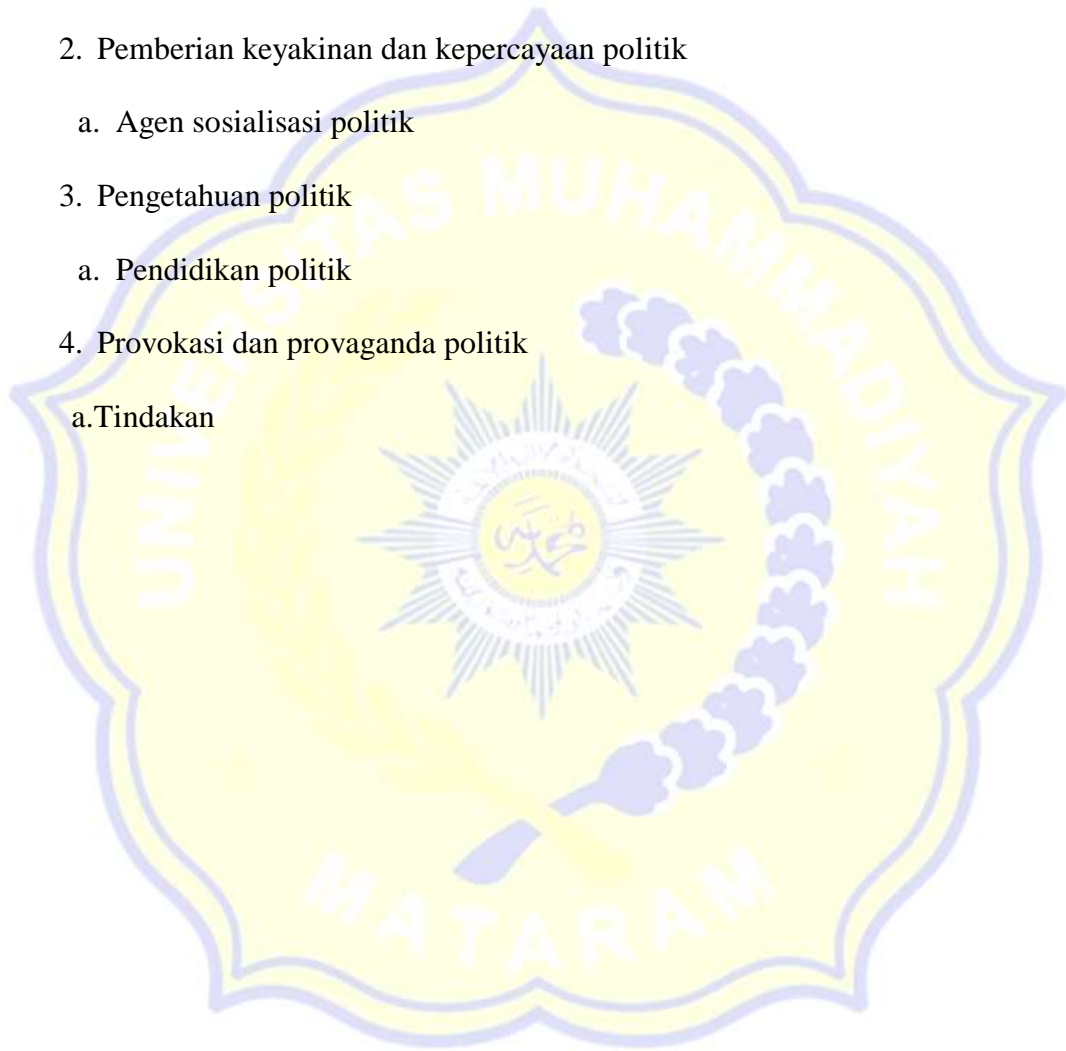 2. Pemberian keyakinan dan kepercayaan politik
a. Agen sosialisasi politik
3. Pengetahuan politik
a. Pendidikan politik
4. Provokasi dan provaganda politik
a.Tindakan
UNIVERSITAS MUHAMMADIYAH
MATARAM